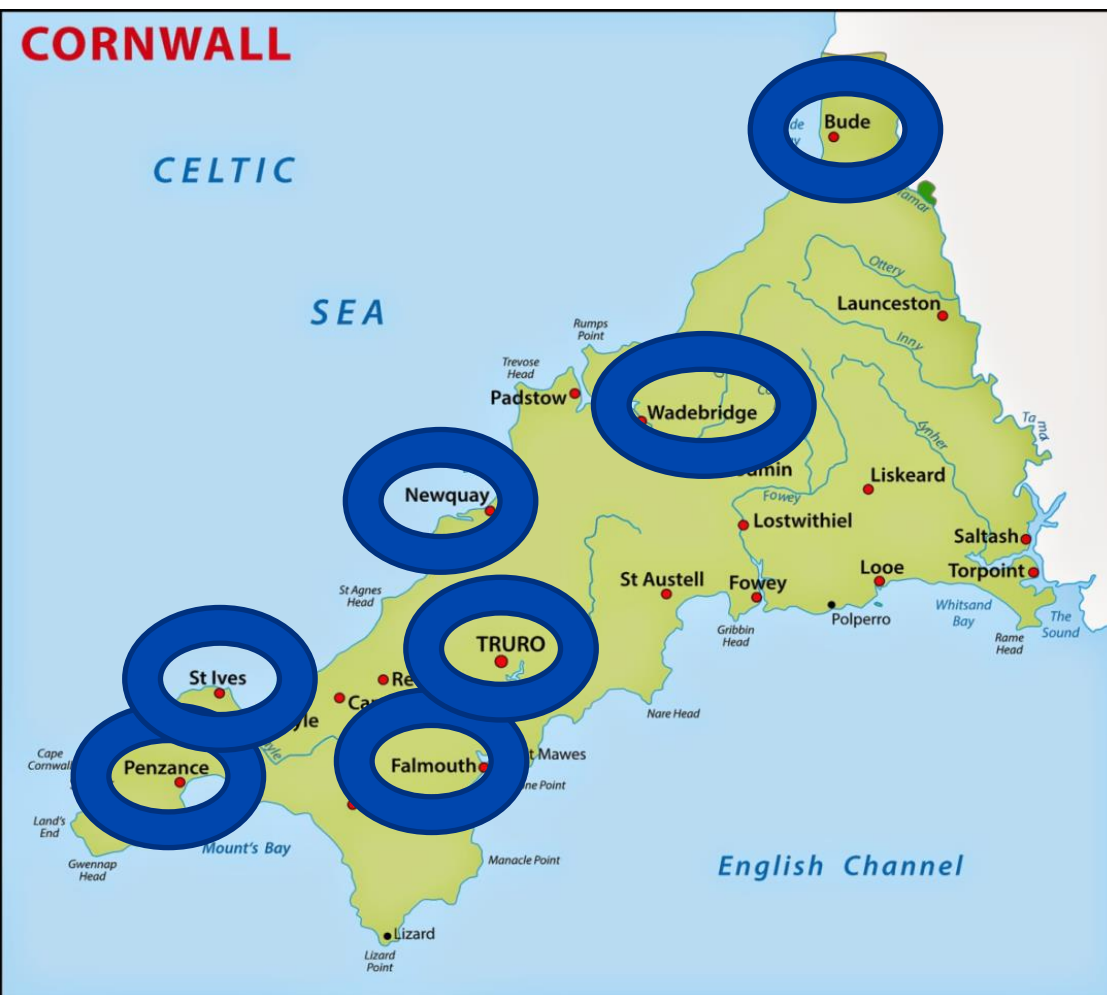 CORNWALL
CELTIC
SEA
Bude
Tamar
Ottery
Launceston
Inny
Rumps
Point
Trevose
Head
Padstow
Wadebridge
Newquay
Fowey
Liskeard
Lostwithiel
Saltash
St Austell
Fowey
Looe
Torpoint
St Agnes
Head
Polperro
Gribbin
Head
Whitsand
Bay
The
Sound
Rame
Head
TRURO
St Ives
Nare Head
Cape
Penzance
Falmouth
Mawes
Point
Land's
End
Mount's Bay
Gwennap
Head
Manacle Point
English Channel
Lizard
Lizard
Point